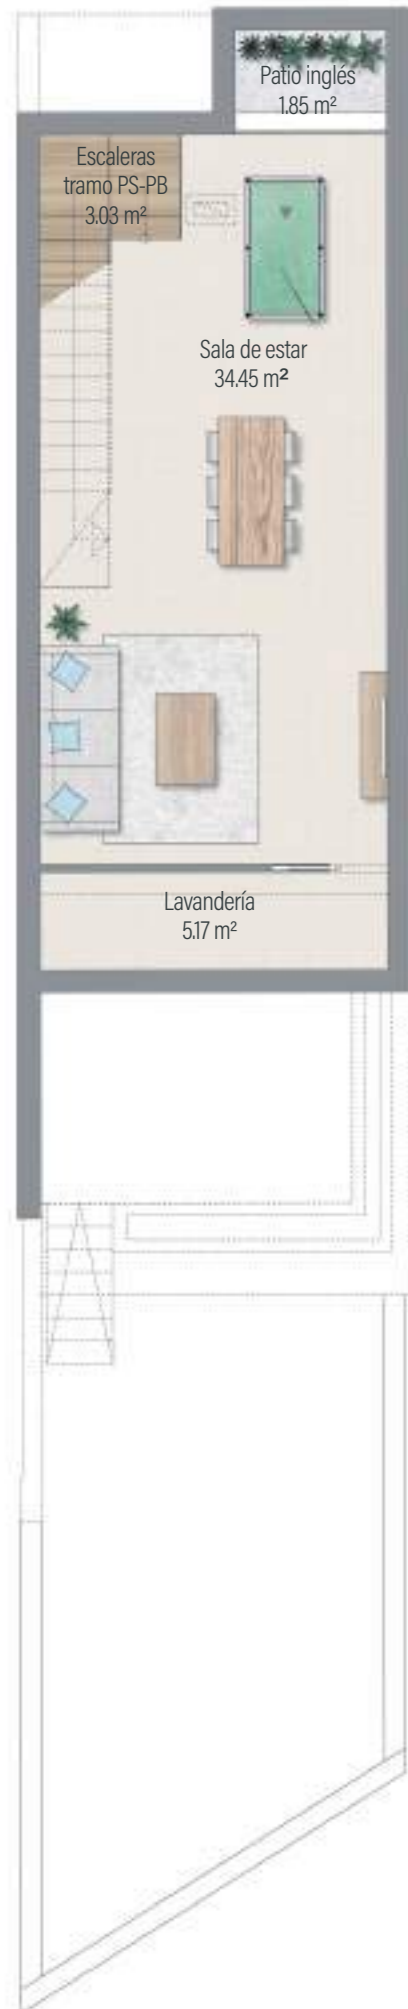 Patio inglés
1.85 m²
Escaleras
tramo PS-PB
3.03 m²
Sala de estar
34.45 m²
Lavandería
5.17 m²